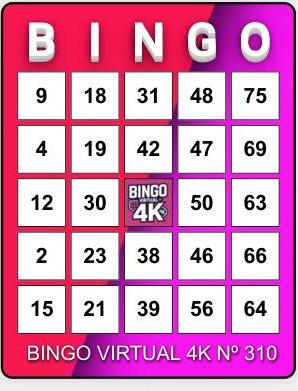 BINGO
9 18 31 48 75
4 19 42 47 69
12 30 BINGO VIRTUAL 4K 50 63
2 23 38 46 66
15 21 39 56 64
BINGO VIRTUAL 4K Nº 310